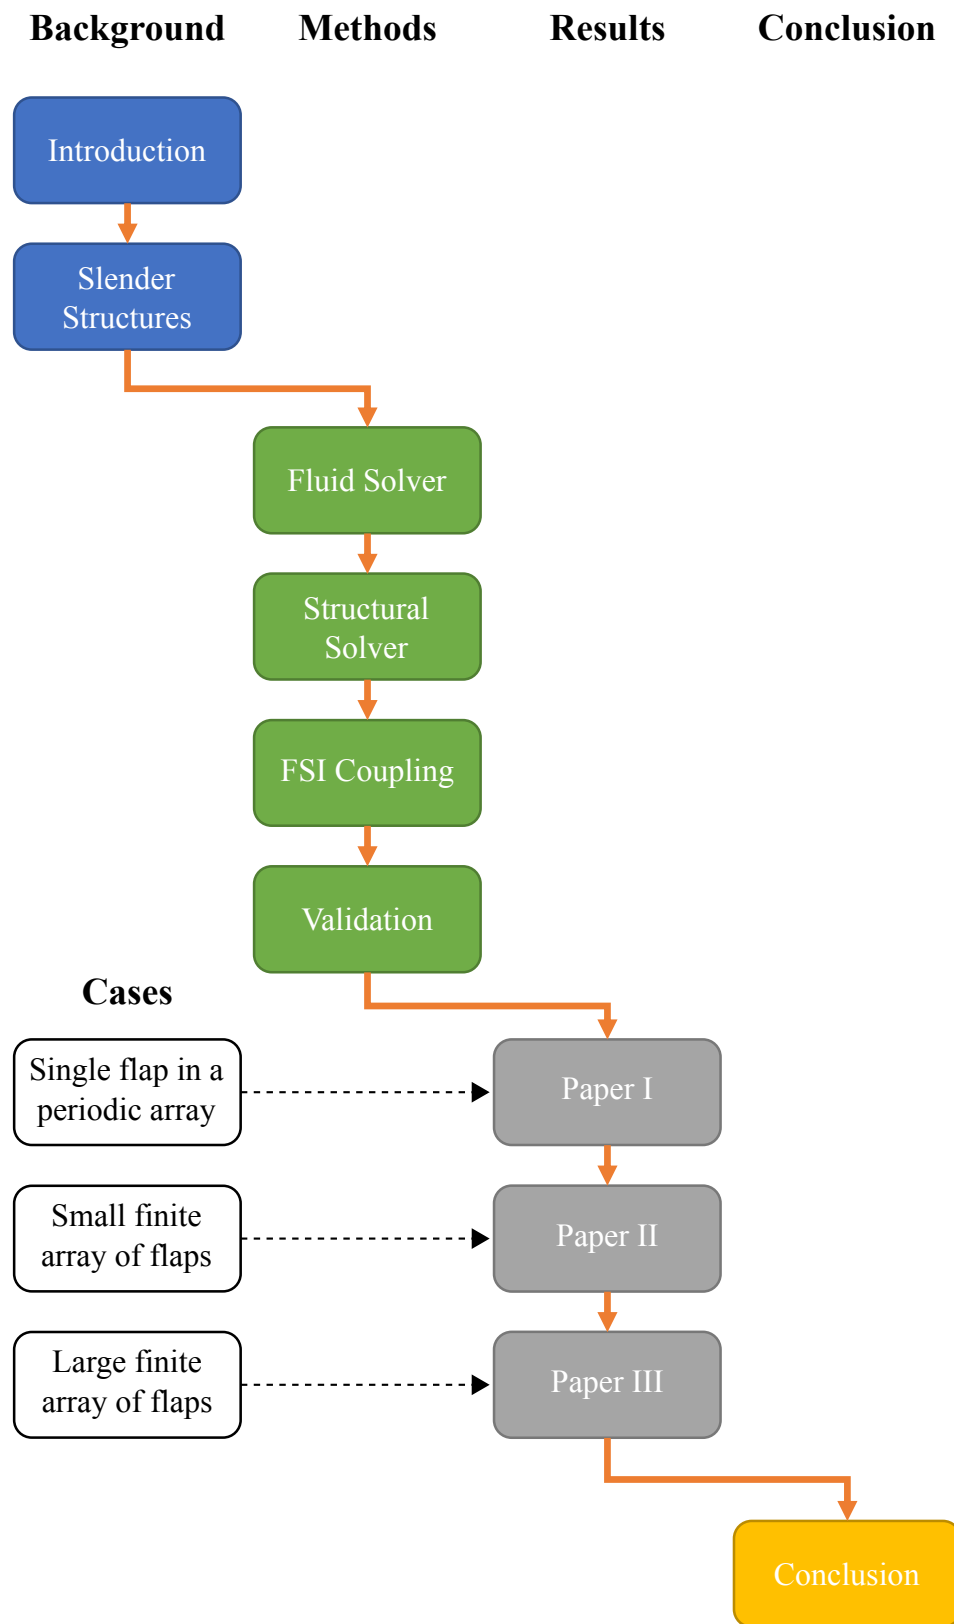 Background Methods Results Conclusion
Introduction
Slender
Structures
Fluid Solver
Structural
Solver
FSI Coupling
Validation
Cases
Single flap in a
periodic array
Paper I
Small finite
array of flaps
Paper II
Large finite
array of flaps
Paper III
Conclusion